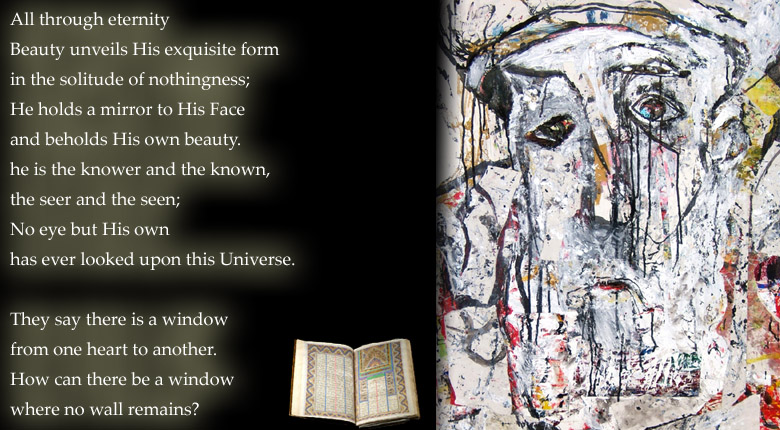 All through eternity
Beauty unveils His exquisite form
in the solitude of nothingness;
He holds a mirror to His Face
and beholds His own beauty.
he is the knower and the known,
the seer and the seen;
No eye but His own
has ever looked upon this Universe.
They say there is a window
from one heart to another.
How can there be a window
where no wall remains?